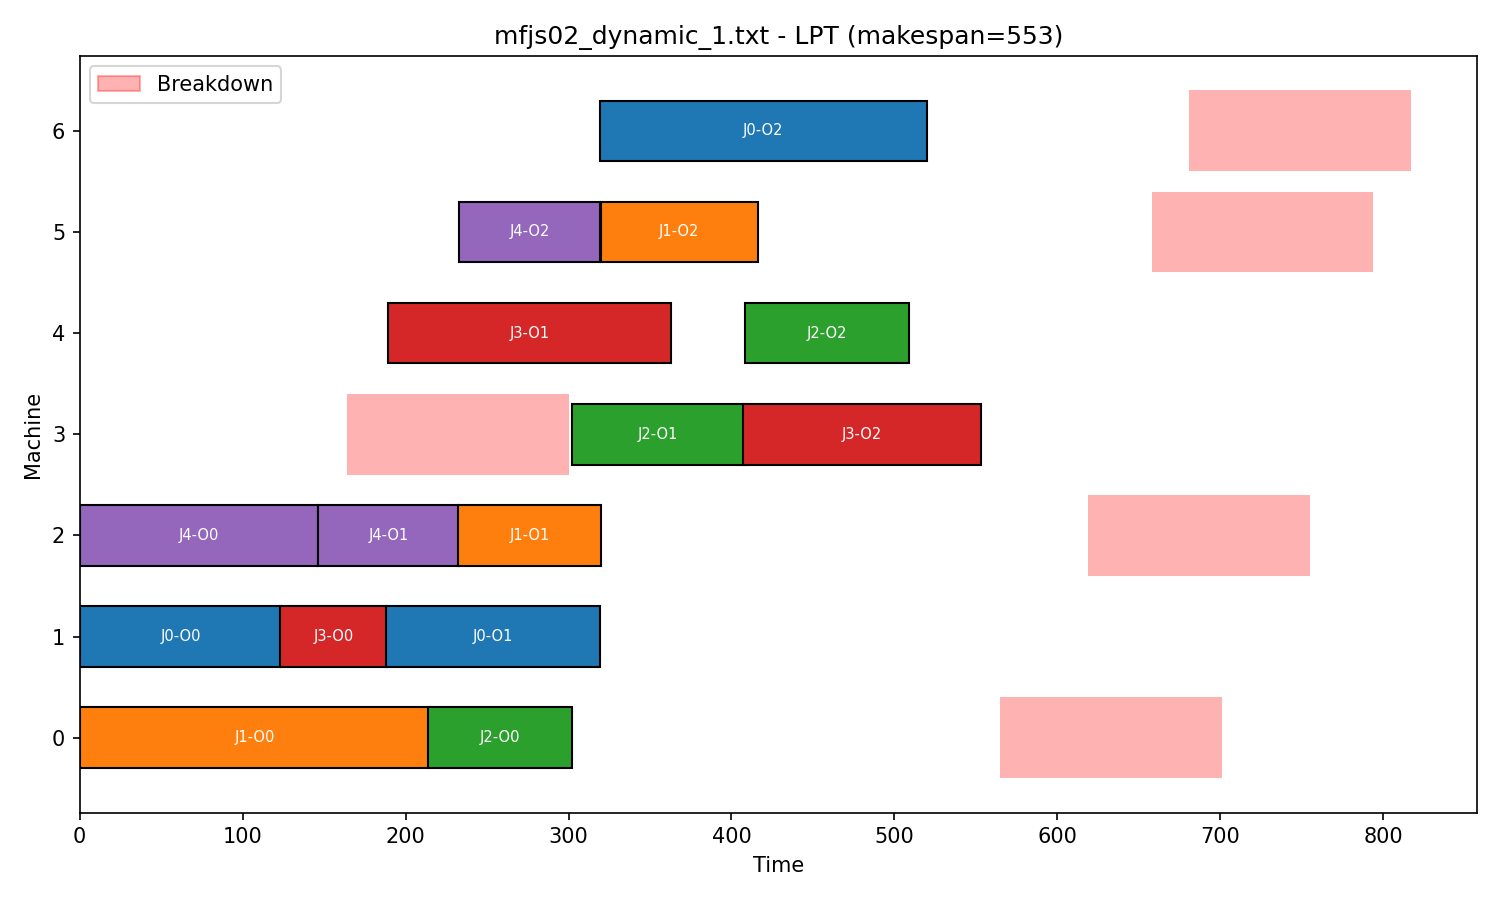 mfjs02_dynamic_1.txt - LPT (makespan=553)
Breakdown
Machine
6
J0-O2
5
J4-O2 J1-O2
4
J3-O1 J2-O2
3
J2-O1 J3-O2
2
J4-O0 J4-O1 J1-O1
1
J0-O0 J3-O0 J0-O1
0
J1-O0 J2-O0
0 100 200 300 400 500 600 700 800
Time